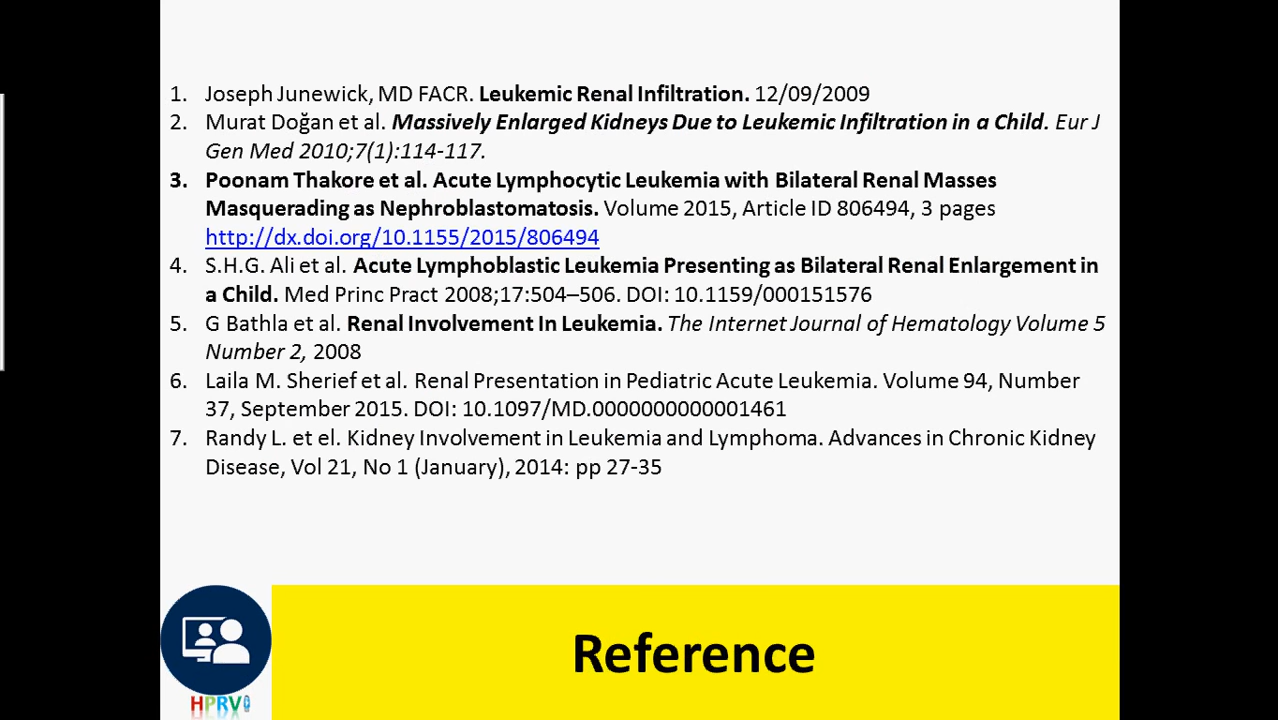 1. Joseph Junewick, MD FACR. Leukemic Renal Infiltration. 12/09/2009
2. Murat Doğan et al. Massively Enlarged Kidneys Due to Leukemic Infiltration in a Child. Eur J
Gen Med 2010;7(1):114-117.
3. Poonam Thakore et al. Acute Lymphocytic Leukemia with Bilateral Renal Masses
Masquerading as Nephroblastomatosis. Volume 2015, Article ID 806494, 3 pages
http://dx.doi.org/10.1155/2015/806494
4. S.H.G. Ali et al. Acute Lymphoblastic Leukemia Presenting as Bilateral Renal Enlargement in
a Child. Med Princ Pract 2008;17:504–506. DOI: 10.1159/000151576
5. G Bathla et al. Renal Involvement In Leukemia. The Internet Journal of Hematology Volume 5
Number 2, 2008
6. Laila M. Sherief et al. Renal Presentation in Pediatric Acute Leukemia. Volume 94, Number
37, September 2015. DOI: 10.1097/MD.0000000000001461
7. Randy L. et el. Kidney Involvement in Leukemia and Lymphoma. Advances in Chronic Kidney
Disease, Vol 21, No 1 (January), 2014: pp 27-35
Reference
HPRV